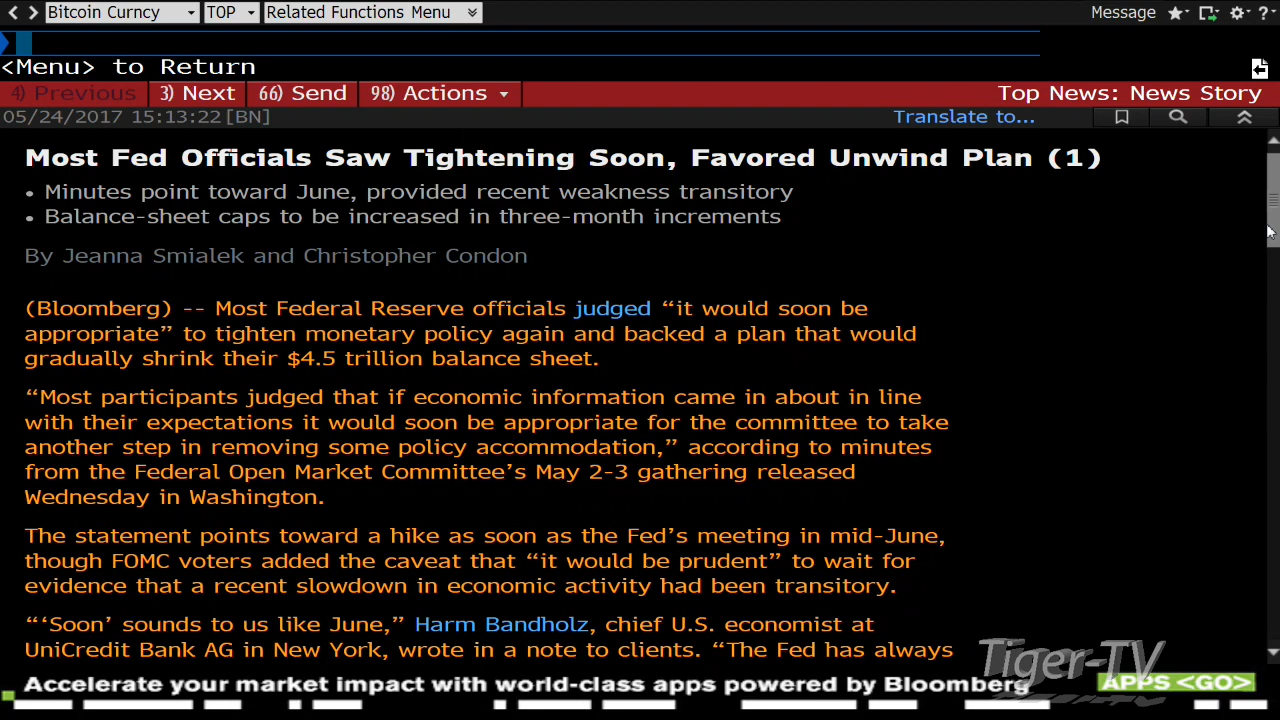 Bitcoin Curncy TOP Related Functions Menu Message
<Menu> to Return
4) Previous 3) Next 66) Send 98) Actions Top News: News Story
05/24/2017 15:13:22 [BN] Translate to...
Most Fed Officials Saw Tightening Soon, Favored Unwind Plan (1)
• Minutes point toward June, provided recent weakness transitory
• Balance-sheet caps to be increased in three-month increments
By Jeanna Smialek and Christopher Condon
(Bloomberg) -- Most Federal Reserve officials judged “it would soon be
appropriate” to tighten monetary policy again and backed a plan that would
gradually shrink their $4.5 trillion balance sheet.
“Most participants judged that if economic information came in about in line
with their expectations it would soon be appropriate for the committee to take
another step in removing some policy accommodation,” according to minutes
from the Federal Open Market Committee’s May 2-3 gathering released
Wednesday in Washington.
The statement points toward a hike as soon as the Fed’s meeting in mid-June,
though FOMC voters added the caveat that “it would be prudent” to wait for
evidence that a recent slowdown in economic activity had been transitory.
“‘Soon’ sounds to us like June,” Harm Bandholz, chief U.S. economist at
UniCredit Bank AG in New York, wrote in a note to clients. “The Fed has always
Tiger-TV
Accelerate your market impact with world-class apps powered by Bloomberg APPS <GO>